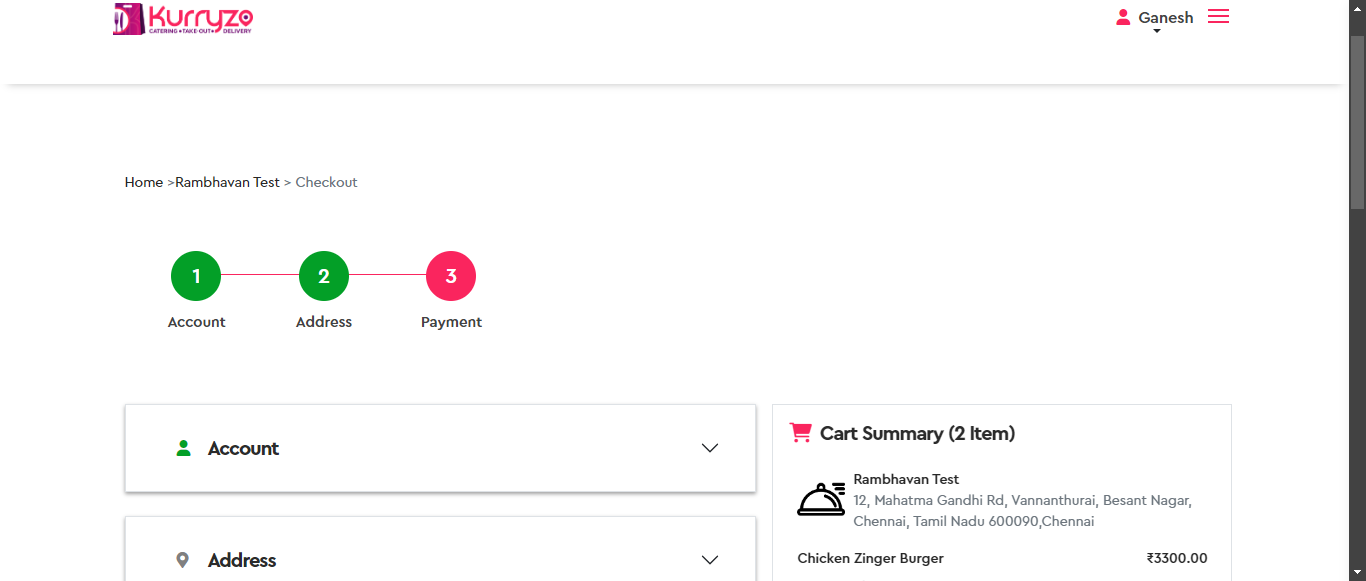 Kurryzo
CATERING •TAKE-OUT• DELIVERY
Ganesh
Home >Rambhavan Test > Checkout
1 2 3
Account Address Payment
Account
Address
Cart Summary (2 Item)
Rambhavan Test
12, Mahatma Gandhi Rd, Vannanthurai, Besant Nagar,
Chennai, Tamil Nadu 600090,Chennai
Chicken Zinger Burger ₹3300.00